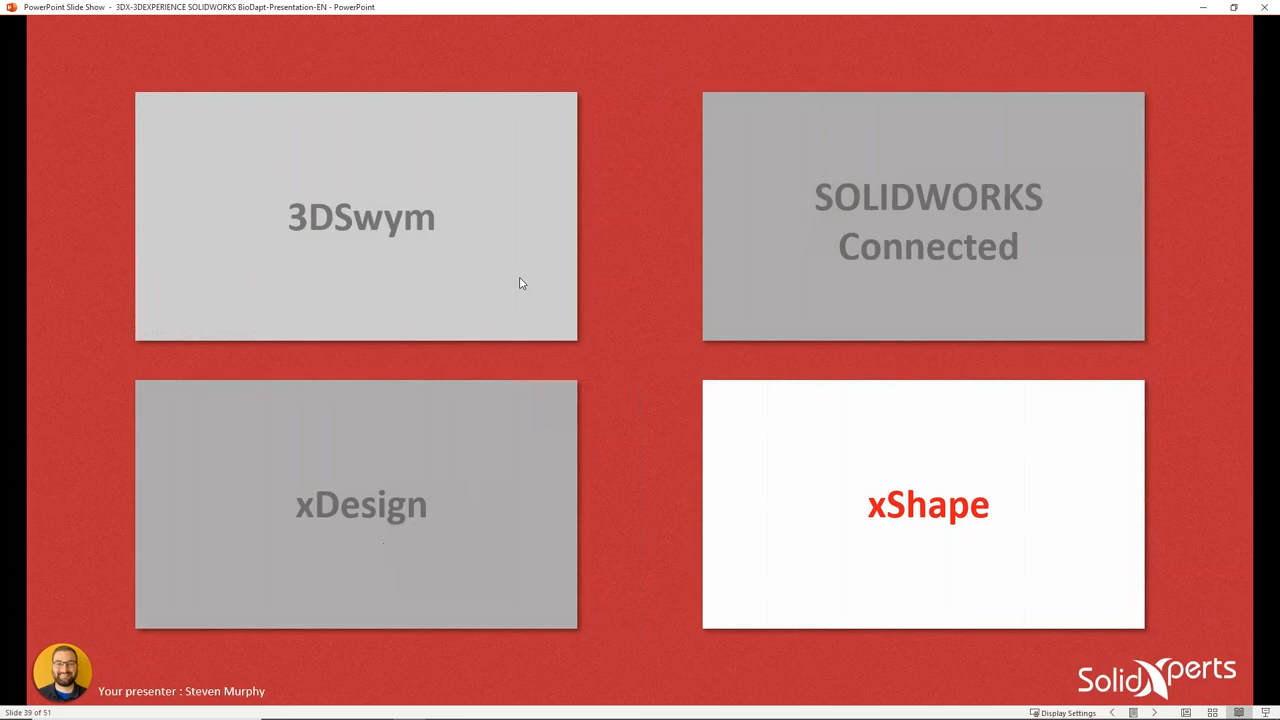 PowerPoint Slide Show - 3DX-3DEXPERIENCE SOLIDWORKS BioDapt-Presentation-EN - PowerPoint
3DSwym
SOLIDWORKS
Connected
xDesign
xShape
Your presenter : Steven Murphy
SolidXperts
Slide 39 of 51
Display Settings